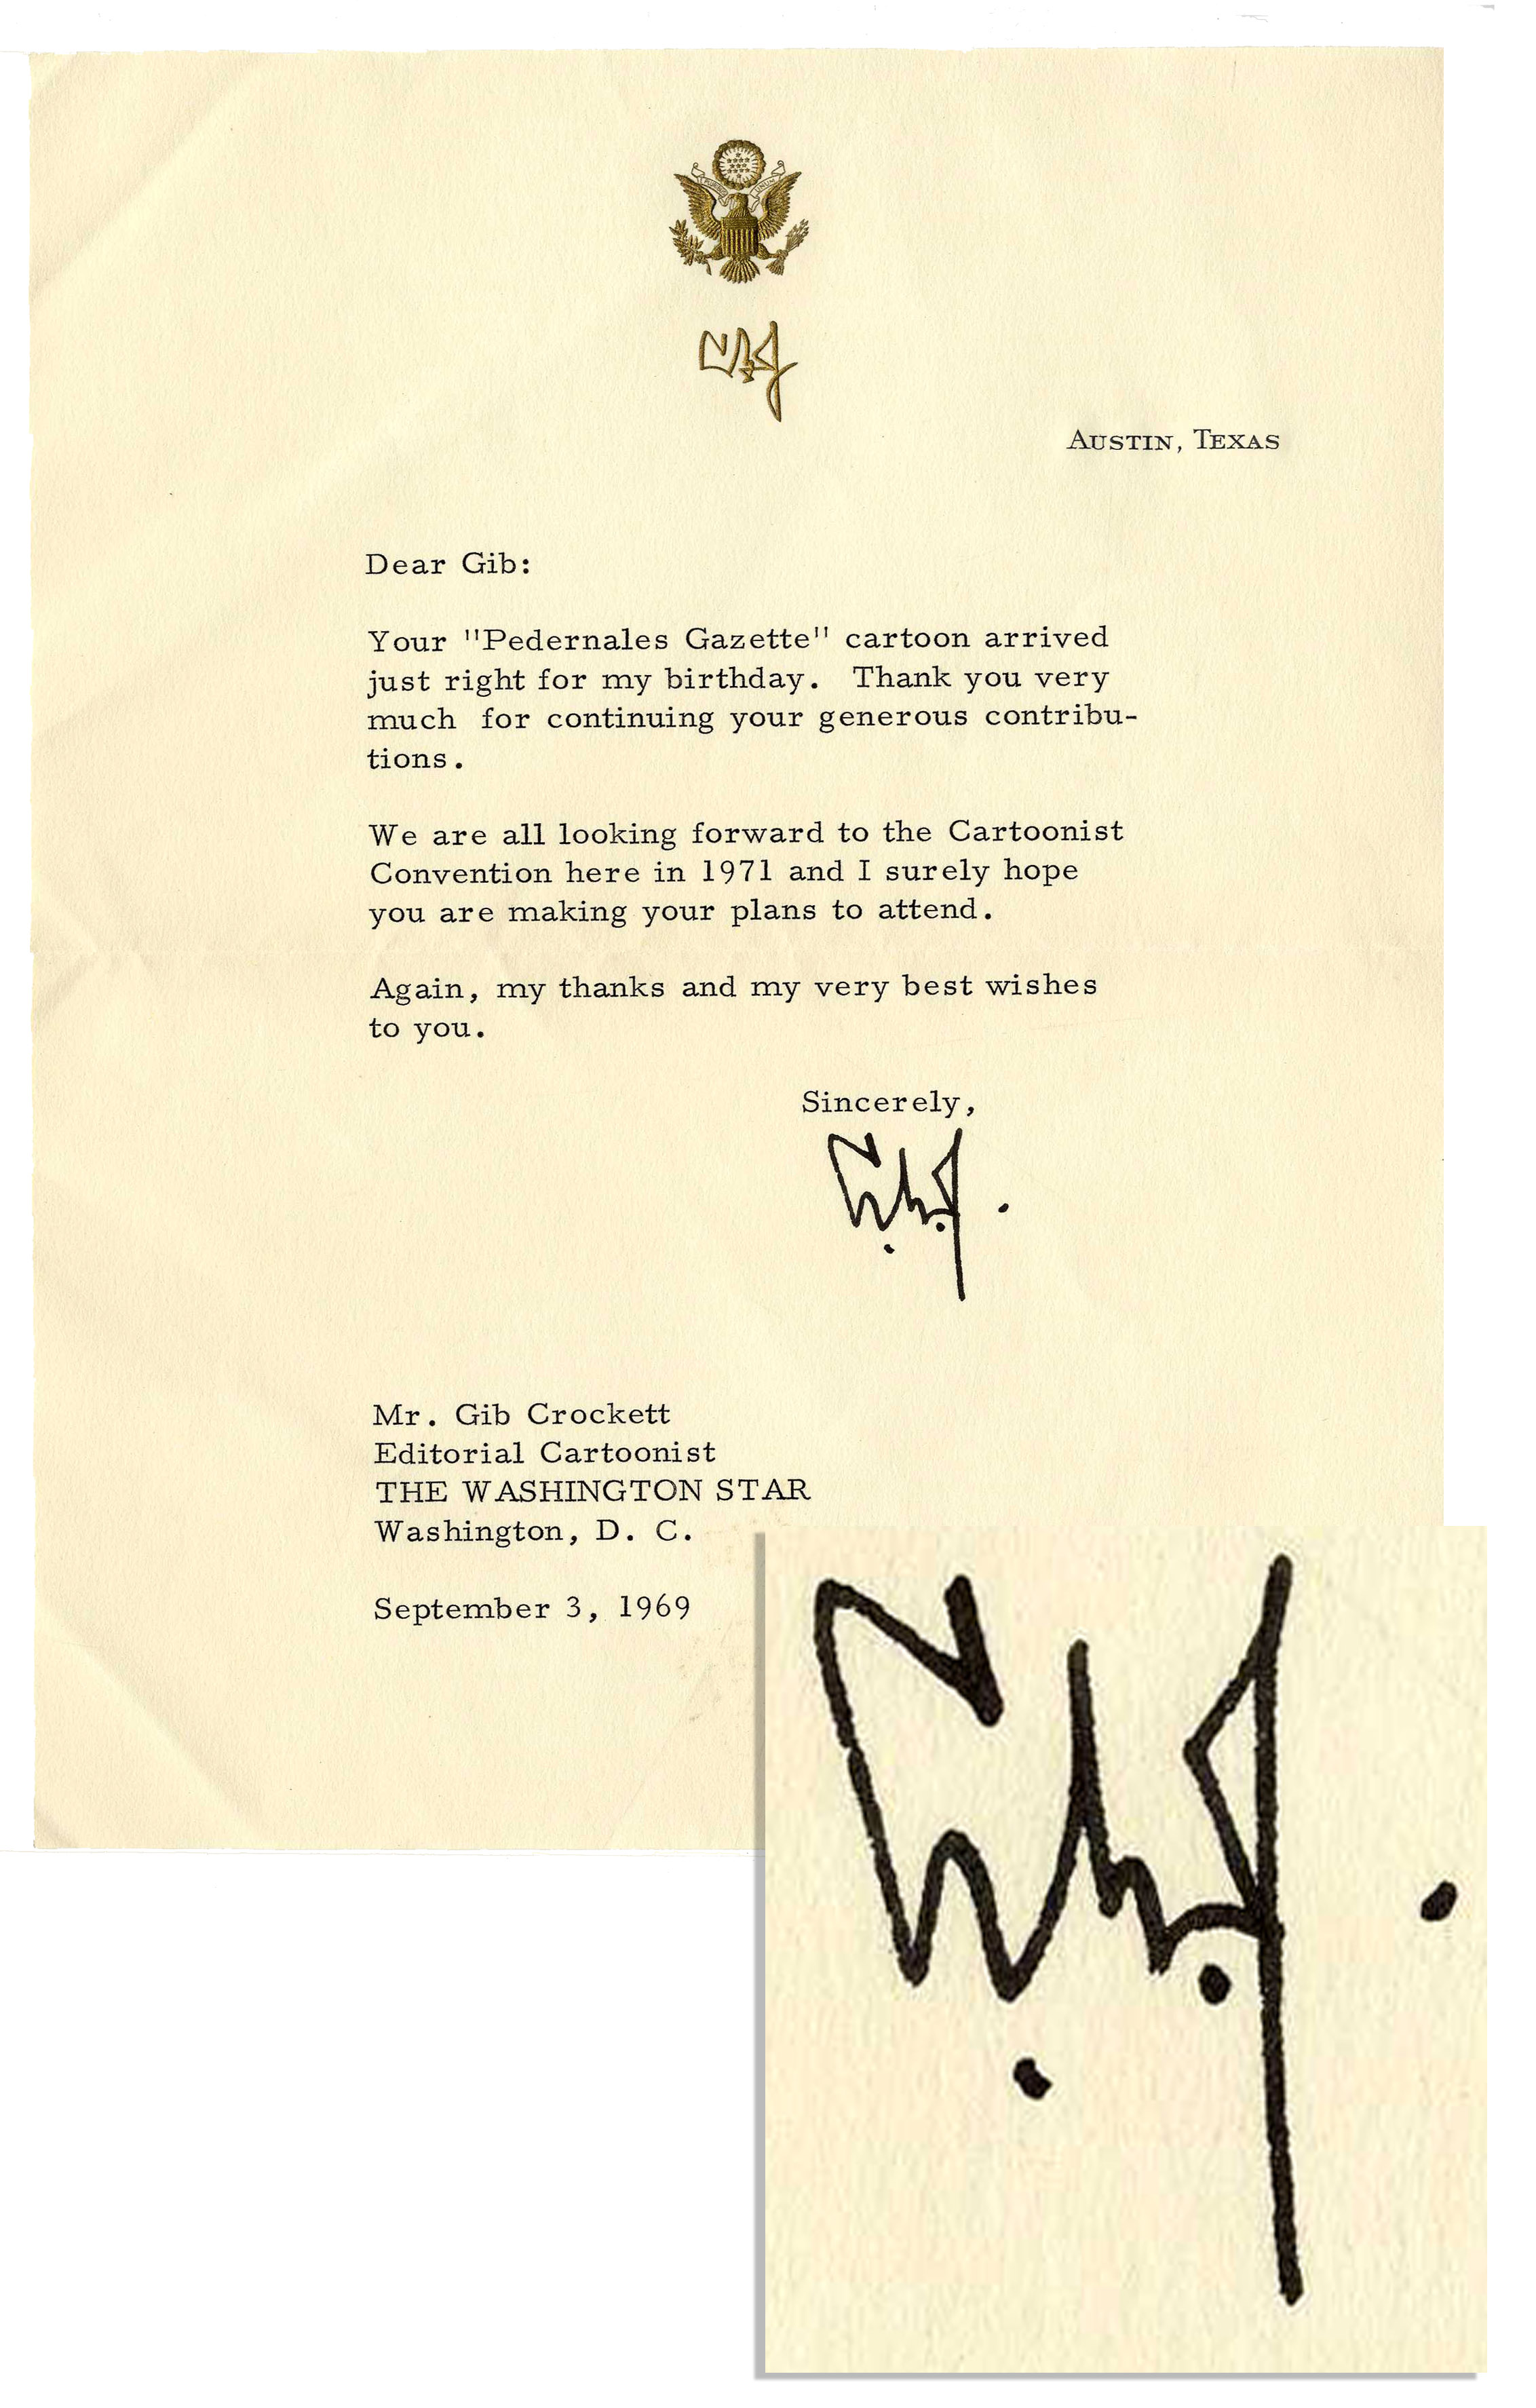 LBJ
AUSTIN, TEXAS
Dear Gib:
Your "Pedernales Gazette" cartoon arrived
just right for my birthday. Thank you very
much for continuing your generous contribu-
tions.
We are all looking forward to the Cartoonist
Convention here in 1971 and I surely hope
you are making your plans to attend.
Again, my thanks and my very best wishes
to you.
Sincerely,
Mr. Gib Crockett
Editorial Cartoonist
THE WASHINGTON STAR
Washington, D. C.
September 3, 1969